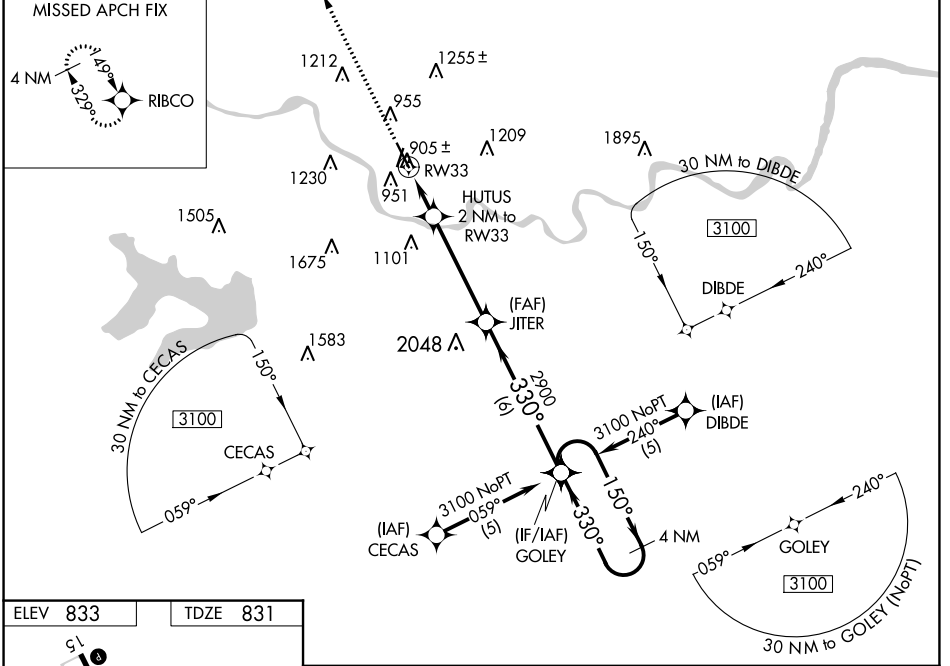 MISSED APCH FIX
4 NM
149°
329°
RIBCO
1212
1255 ±
955
905 ±
RW33
1209
1895
1230
951
HUTUS
2 NM to
RW33
1505
1675
1101
30 NM to DIBDE
3100
150°
240°
DIBDE
(FAF)
JITER
1583
2048
30 NM to CECAS
150°
3100
CECAS
059°
2900
330°
(6)
3100 NoPT
240°
(5)
(IAF)
DIBDE
3100 NoPT
059°
(5)
(IAF)
CECAS
(IF/IAF)
GOLEY
330°
150°
4 NM
240°
059°
GOLEY
3100
30 NM to GOLEY (NoPT)
ELEV 833
TDZE 831
15
P